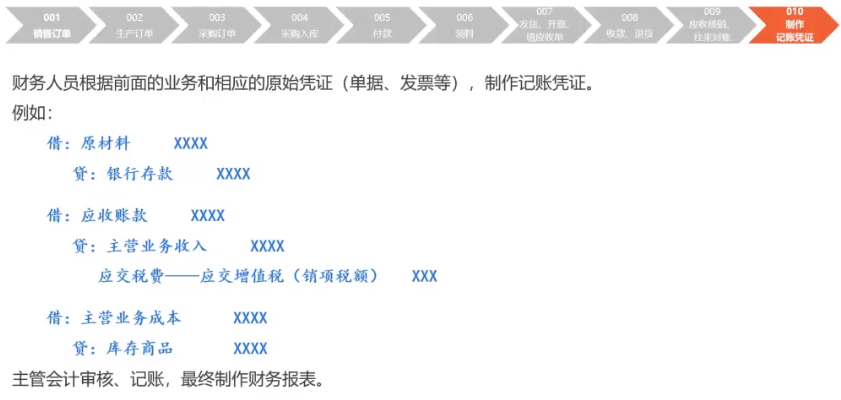 001
销售订单
002
生产订单
003
采购订单
004
采购入库
005
付款
006
领料
007
发货、开票、
填应收单
008
收款、退货
009
应收核销、
往来对账
010
制作
记账凭证
财务人员根据前面的业务和相应的原始凭证（单据、发票等），制作记账凭证。
例如：
借：原材料 XXXX
贷：银行存款 XXXX
借：应收账款 XXXX
贷：主营业务收入 XXXX
应交税费——应交增值税（销项税额） XXX
借：主营业务成本 XXXX
贷：库存商品 XXXX
主管会计审核、记账，最终制作财务报表。